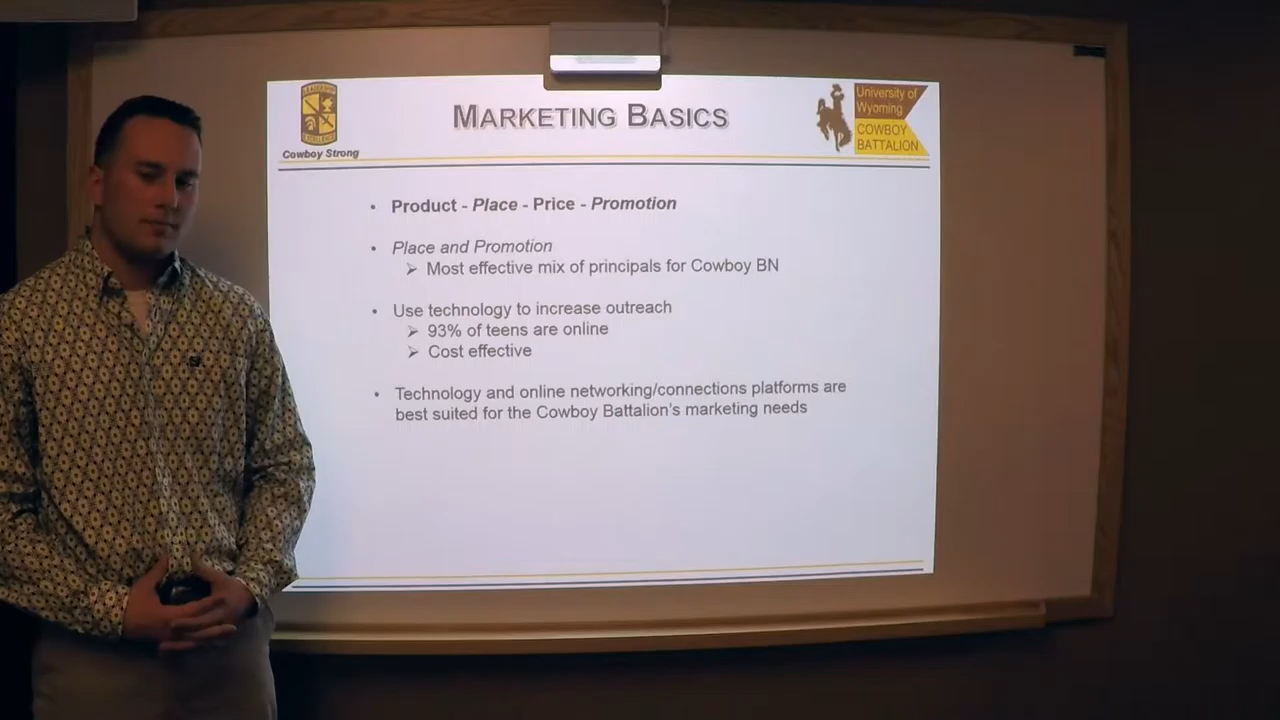 MARKETING BASICS
LEADERSHIP
EXCELLENCE
Cowboy Strong
University of
Wyoming
COWBOY
BATTALION
• Product - Place - Price - Promotion
• Place and Promotion
➢ Most effective mix of principals for Cowboy BN
• Use technology to increase outreach
➢ 93% of teens are online
➢ Cost effective
• Technology and online networking/connections platforms are
best suited for the Cowboy Battalion's marketing needs